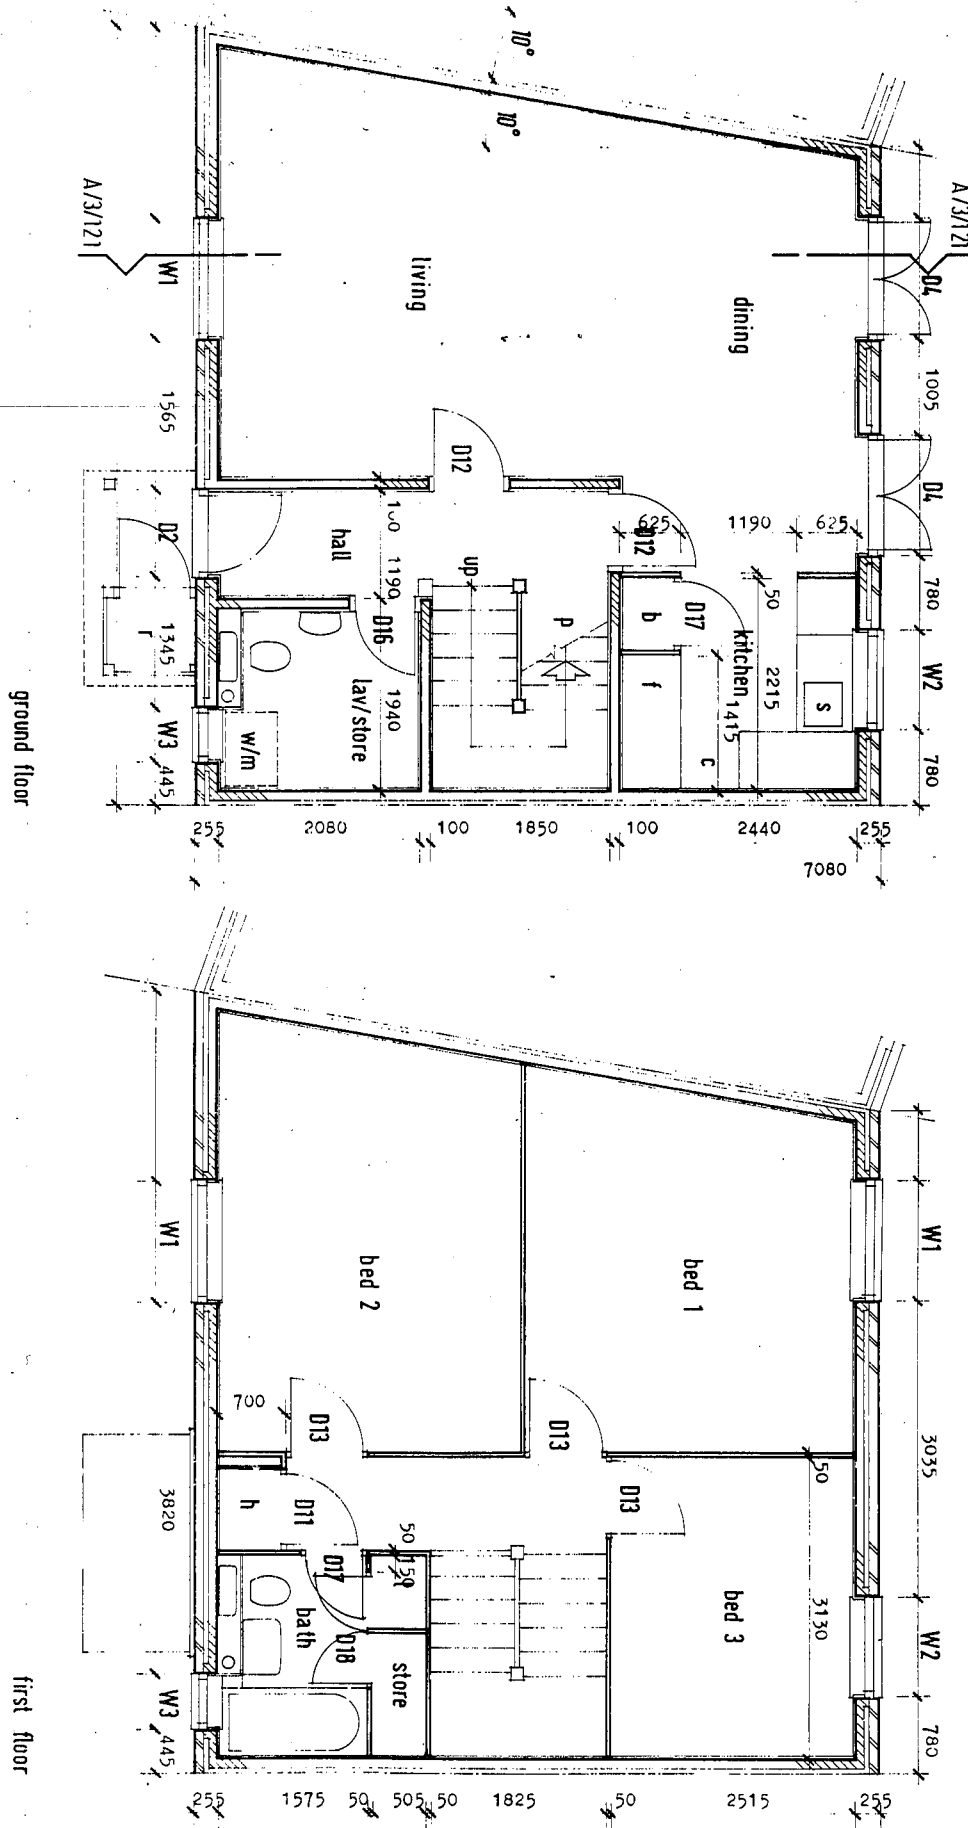 10°
10°
A/3/121
A/3/121
W1
living
dining
D4
1005
D4
1565
D12
D12
625
1190
625
D2
hall
1190
up
50
780
D16
b
D17
kitchen
2215
W2
1345
p
f
1415
s
lav/store
1940
W3
w/m
c
780
445
255
2080
100
1850
100
2440
255
7080
ground floor
W1
bed 2
bed 1
W1
700
D13
D13
50
3035
3820
h
D11
50
D13
D17
150
bath
D18
store
bed 3
3130
W2
W3
445
780
255
1575
50
505
50
1825
50
2515
255
first floor